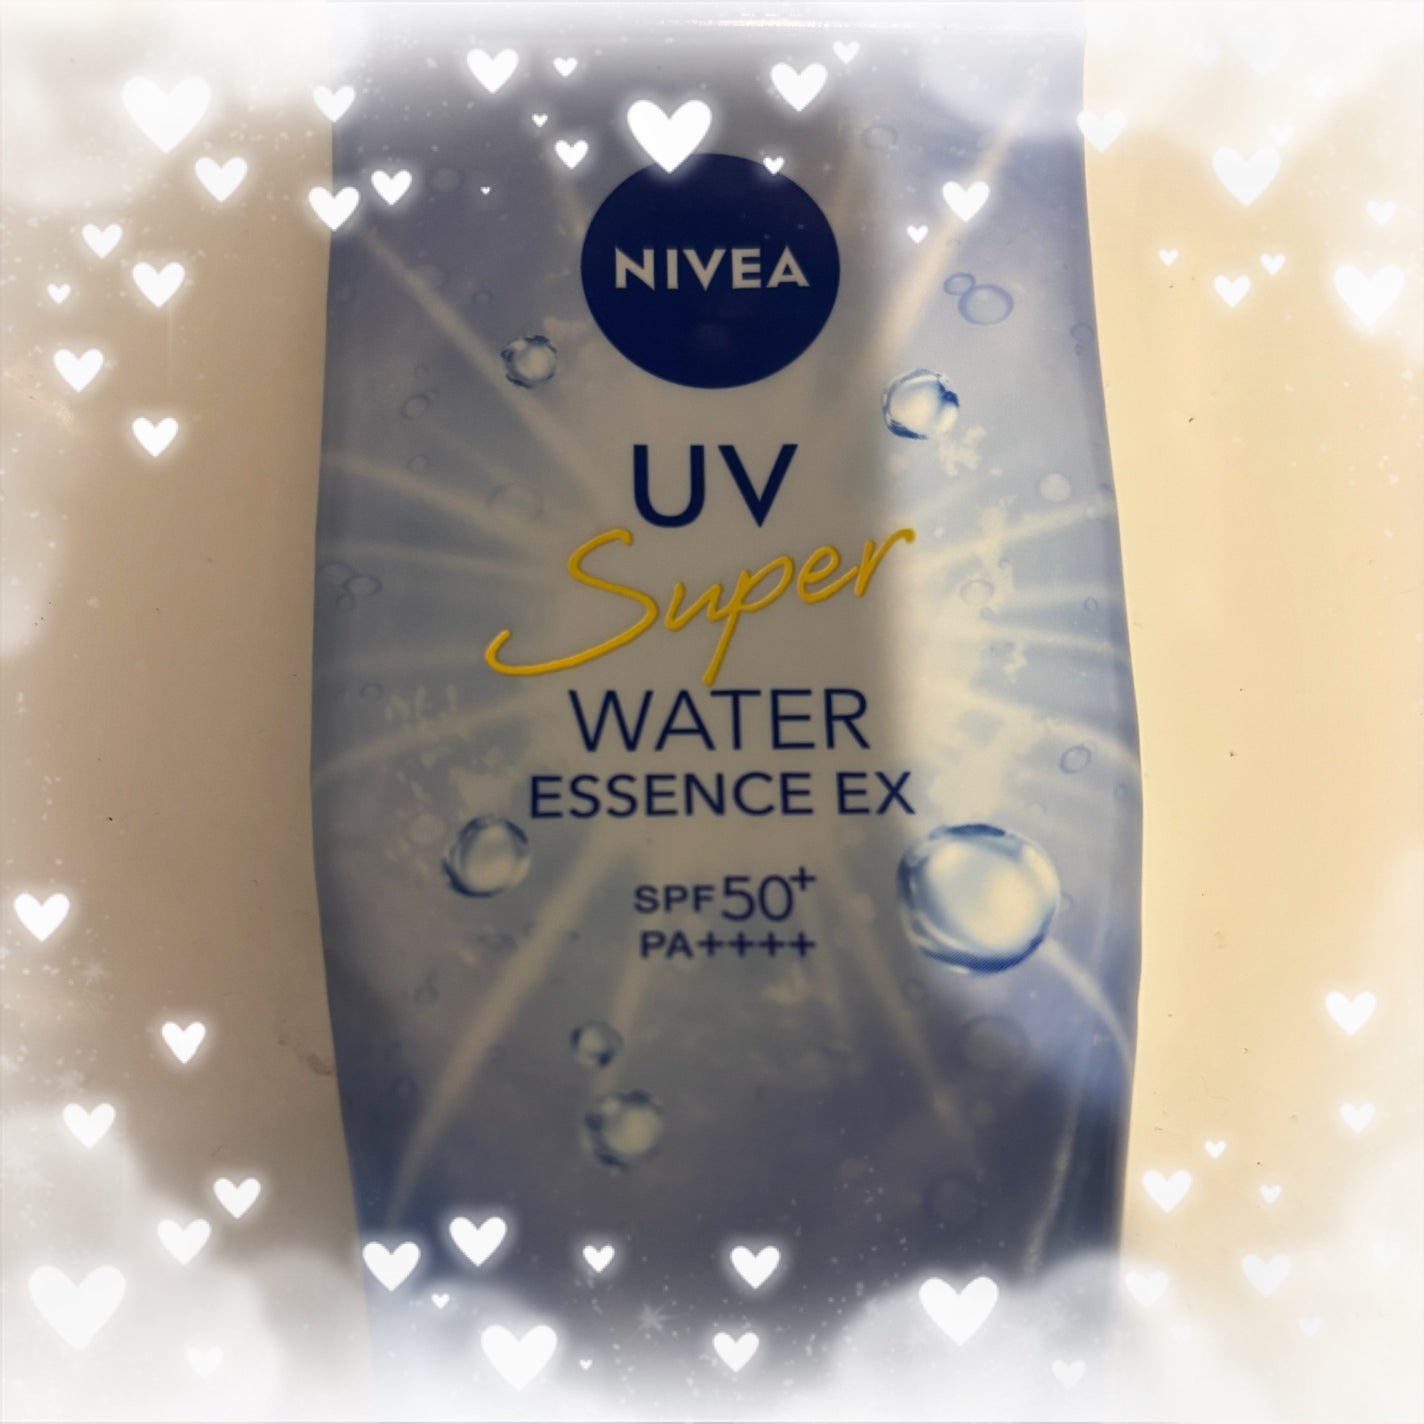 NIVEA
UV
Super
WATER
ESSENCE EX
SPF50+
PA++++